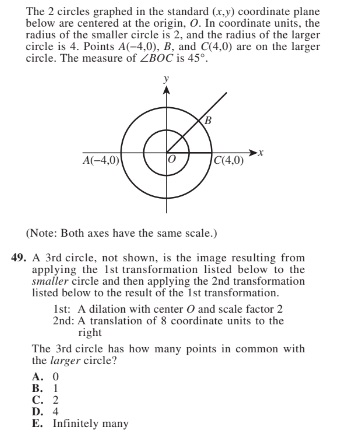 The 2 circles graphed in the standard (x,y) coordinate plane
below are centered at the origin, O. In coordinate units, the
radius of the smaller circle is 2, and the radius of the larger
circle is 4. Points A(−4,0), B, and C(4,0) are on the larger
circle. The measure of ∠BOC is 45°.
y
B
A(−4,0) O C(4,0) x
(Note: Both axes have the same scale.)
49. A 3rd circle, not shown, is the image resulting from
applying the 1st transformation listed below to the
smaller circle and then applying the 2nd transformation
listed below to the result of the 1st transformation.
1st: A dilation with center O and scale factor 2
2nd: A translation of 8 coordinate units to the
right
The 3rd circle has how many points in common with
the larger circle?
A. 0
B. 1
C. 2
D. 4
E. Infinitely many